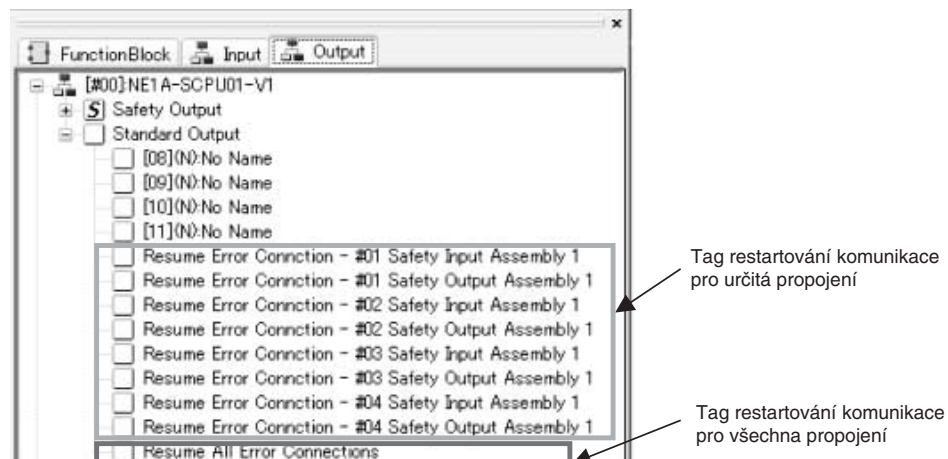 FunctionBlock Input Output
[#00]:NE1A-SCPU01-V1
S Safety Output
Standard Output
[08](N):No Name
[09](N):No Name
[10](N):No Name
[11](N):No Name
Resume Error Connction - #01 Safety Input Assembly 1
Resume Error Connction - #01 Safety Output Assembly 1
Resume Error Connction - #02 Safety Input Assembly 1
Resume Error Connction - #02 Safety Output Assembly 1
Resume Error Connction - #03 Safety Input Assembly 1
Resume Error Connction - #03 Safety Output Assembly 1
Resume Error Connction - #04 Safety Input Assembly 1
Resume Error Connction - #04 Safety Output Assembly 1
Resume All Error Connections
Tag restartování komunikace
pro určitá propojení
Tag restartování komunikace
pro všechna propojení